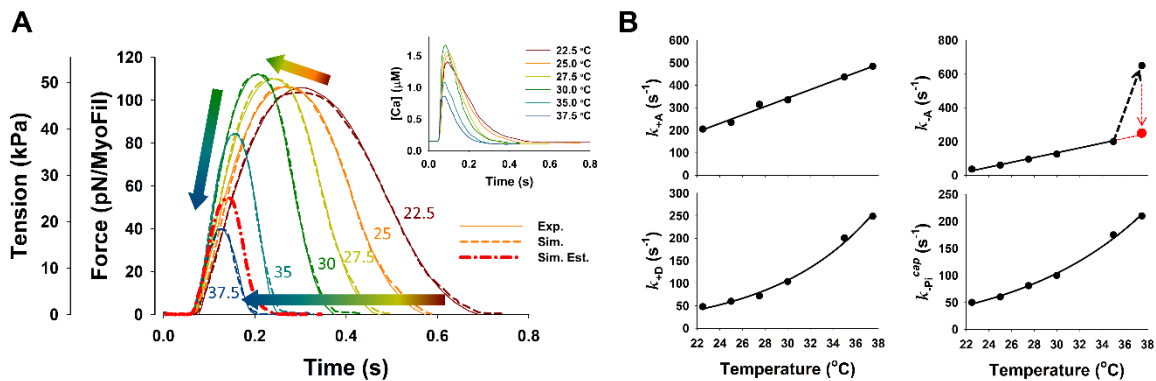 A
Tension (kPa)
50
40
30
20
10
0
Force (pN/MyoFil)
120
100
80
60
40
20
0
0.0
0.2
0.4
0.6
0.8
Time (s)
22.5
25
27.5
30
35
37.5
Exp.
Sim.
Sim. Est.
[Ca] (μM)
1.5
1.0
0.5
0.0
0.0 0.2 0.4 0.6 0.8
Time (s)
22.5 °C
25.0 °C
27.5 °C
30.0 °C
35.0 °C
37.5 °C
B
k+A (s-1)
600
500
400
300
200
100
0
k-A (s-1)
800
600
400
200
0
k+D (s-1)
300
250
200
150
100
50
0
22 24 26 28 30 32 34 36 38
Temperature (°C)
k-Pi cap (s-1)
250
200
150
100
50
0
22 24 26 28 30 32 34 36 38
Temperature (°C)